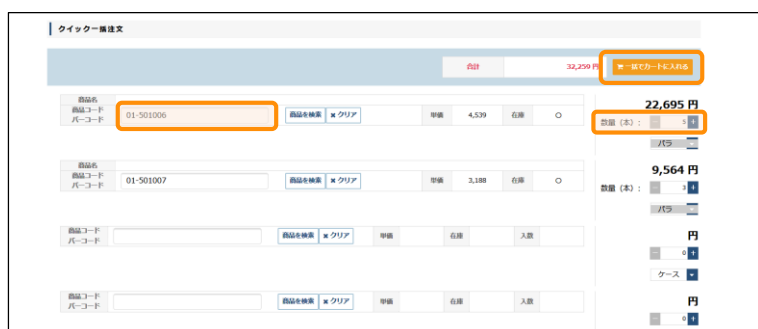 クイック一括注文
合計 32,259 円 一括でカートに入れる
商品名
商品コード
バーコード
01-501006 商品を検索 × クリア 単価 4,539 在庫 ○
22,695 円
数量（本）： － 5 +
バラ
商品名
商品コード
バーコード
01-501007 商品を検索 × クリア 単価 3,188 在庫 ○
9,564 円
数量（本）： － 3 +
バラ
商品コード
バーコード
商品を検索 × クリア 単価 在庫 入数
円
－ 0 +
ケース
商品コード
バーコード
商品を検索 × クリア 単価 在庫 入数
円
－ 0 +